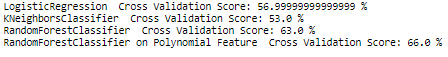 LogisticRegression  Cross Validation Score: 56.99999999999999 %
KNeighborsClassifier  Cross Validation Score: 53.0 %
RandomForestClassifier  Cross Validation Score: 63.0 %
RandomForestClassifier on Polynomial Feature  Cross Validation Score: 66.0 %